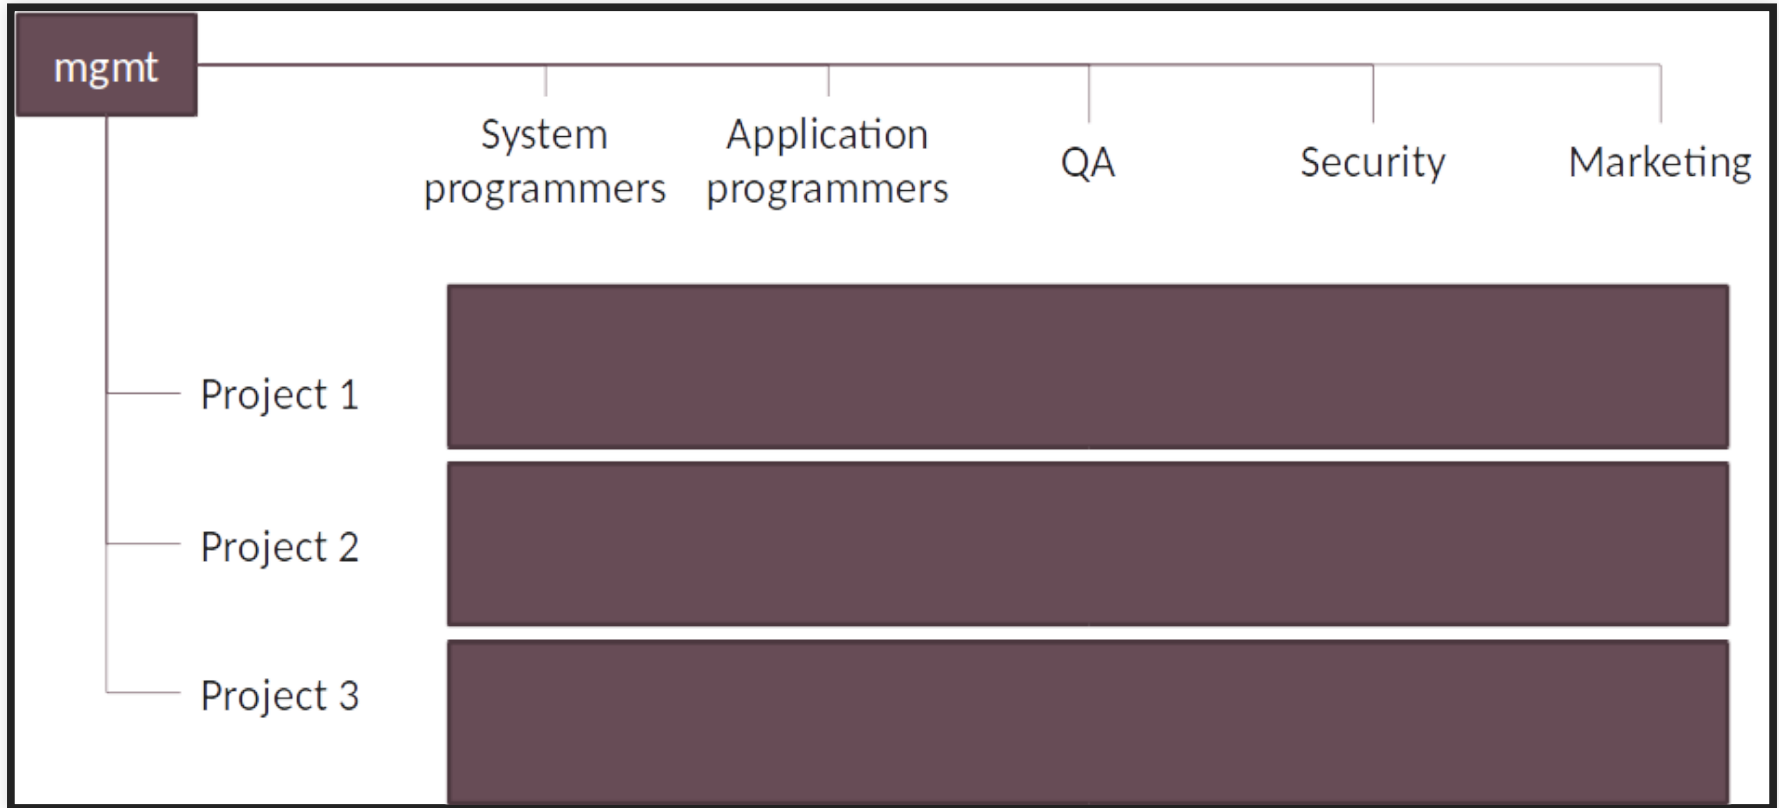 mgmt
System
programmers
Application
programmers
QA
Security
Marketing
Project 1
Project 2
Project 3